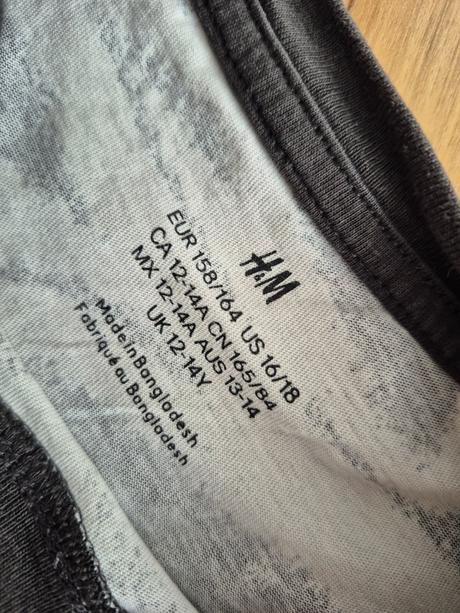 H&M
EUR 158/164 US 16/18
CA 12-14A CN 165/84
MX 12-14A AUS 13-14
UK 12-14Y
Made in Bangladesh
Fabriqué au Bangladesh